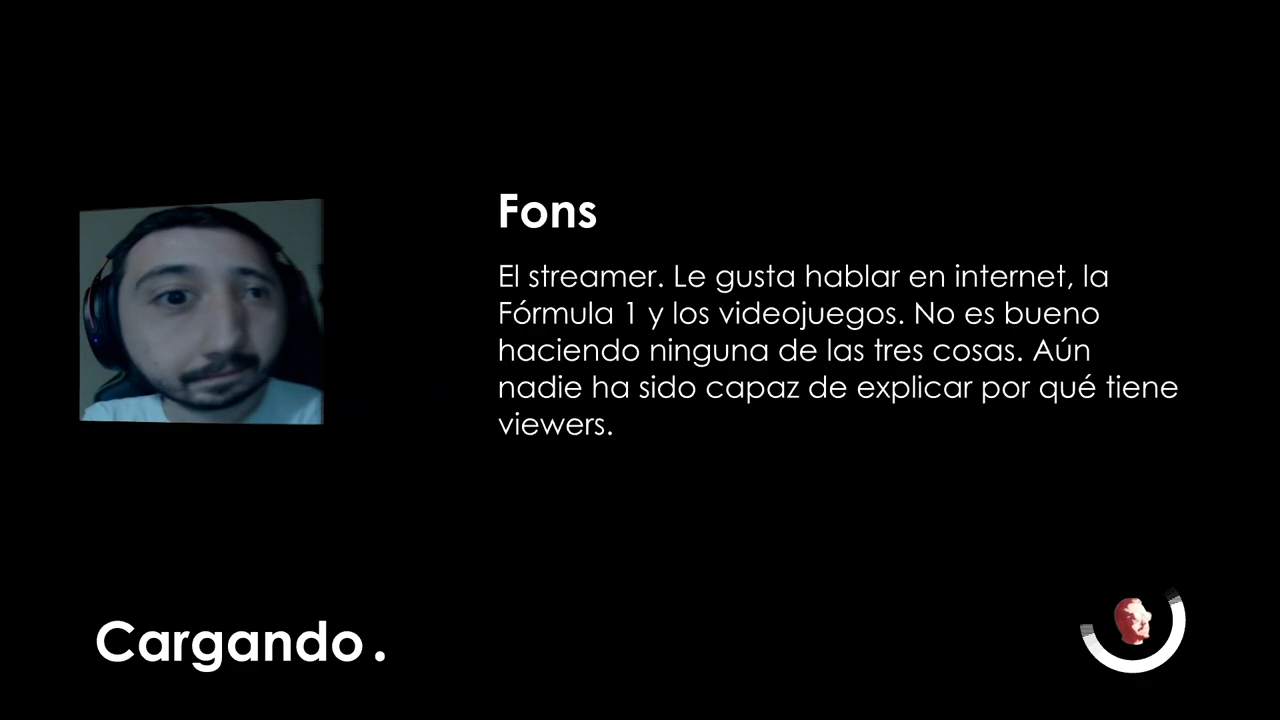 Fons
El streamer. Le gusta hablar en internet, la
Fórmula 1 y los videojuegos. No es bueno
haciendo ninguna de las tres cosas. Aún
nadie ha sido capaz de explicar por qué tiene
viewers.
Cargando.